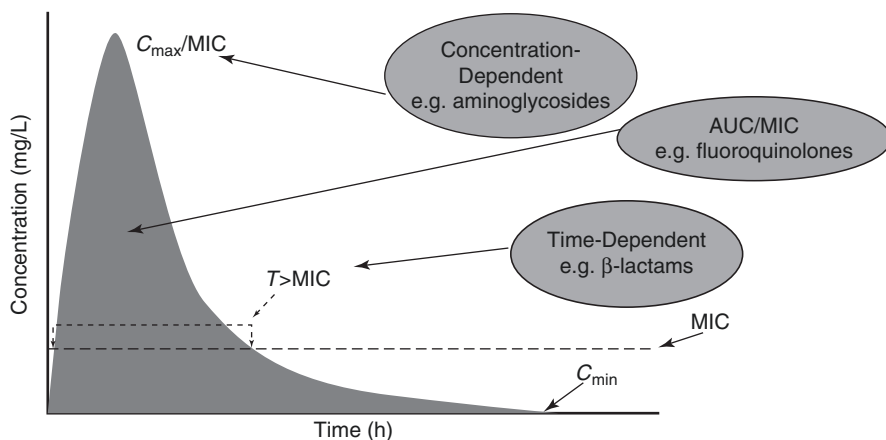 Cmax/MIC
Concentration-
Dependent
e.g. aminoglycosides
AUC/MIC
e.g. fluoroquinolones
Time-Dependent
e.g. β-lactams
T>MIC
MIC
Cmin
Concentration (mg/L)
Time (h)